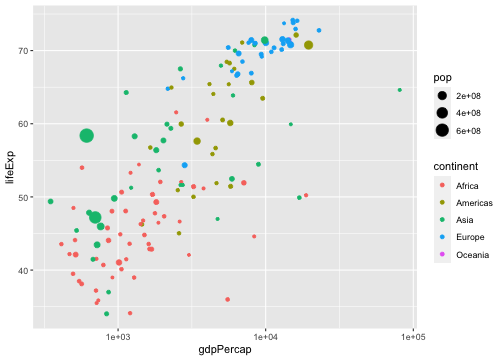 70
60
50
40
lifeExp
1e+03
1e+04
1e+05
gdpPercap
pop
2e+08
4e+08
6e+08
continent
Africa
Americas
Asia
Europe
Oceania